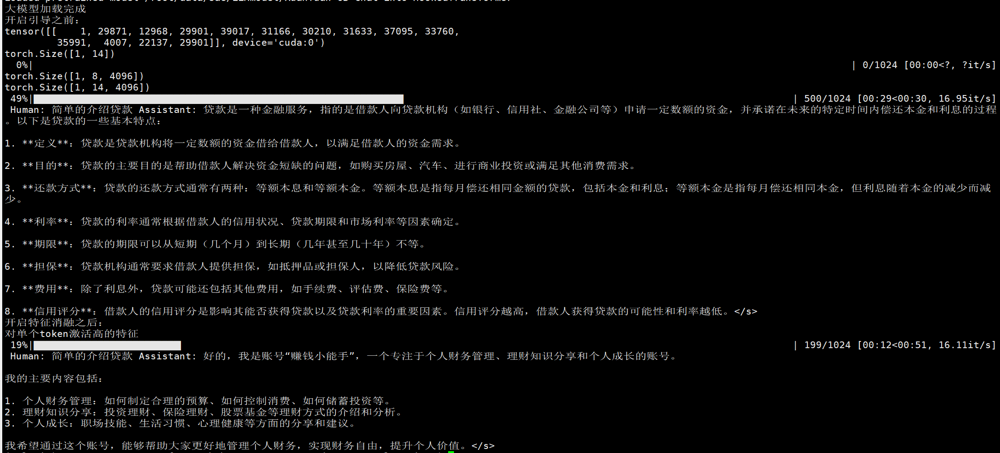 大模型加载完成
开启引导之前：
tensor([[    1, 29871, 12968, 29901, 39017, 31166, 30210, 31633, 37095, 33760,
         35991,  4007, 22137, 29901]], device='cuda:0')
torch.Size([1, 14])
  0%|                                                                 | 0/1024 [00:00<?, ?it/s]
torch.Size([1, 8, 4096])
torch.Size([1, 14, 4096])
 49%|                                                                 | 500/1024 [00:29<00:30, 16.95it/s]
 Human: 简单的介绍贷款 Assistant: 贷款是一种金融服务，指的是借款人向贷款机构（如银行、信用社、金融公司等）申请一定数额的资金，并承诺在未来的特定时间内偿还本金和利息的过程
。以下是贷款的一些基本特点：
1. **定义**：贷款是贷款机构将一定数额的资金借给借款人，以满足借款人的资金需求。
2. **目的**：贷款的主要目的是帮助借款人解决资金短缺的问题，如购买房屋、汽车、进行商业投资或满足其他消费需求。
3. **还款方式**：贷款的还款方式通常有两种：等额本息和等额本金。等额本息是指每月偿还相同金额的贷款，包括本金和利息；等额本金是指每月偿还相同本金，但利息随着本金的减少而减
少。
4. **利率**：贷款的利率通常根据借款人的信用状况、贷款期限和市场利率等因素确定。
5. **期限**：贷款的期限可以从短期（几个月）到长期（几年甚至几十年）不等。
6. **担保**：贷款机构通常要求借款人提供担保，如抵押品或担保人，以降低贷款风险。
7. **费用**：除了利息外，贷款可能还包括其他费用，如手续费、评估费、保险费等。
8. **信用评分**：借款人的信用评分是影响其能否获得贷款以及贷款利率的重要因素。信用评分越高，借款人获得贷款的可能性和利率越低。</s>
开启特征消融之后：
对单个token激活高的特征
 19%|                                                                 | 199/1024 [00:12<00:51, 16.11it/s]
 Human: 简单的介绍贷款 Assistant: 好的，我是账号“赚钱小能手”，一个专注于个人财务管理、理财知识分享和个人成长的账号。
我的主要内容包括：
1. 个人财务管理：如何制定合理的预算、如何控制消费、如何储蓄投资等。
2. 理财知识分享：投资理财、保险理财、股票基金等理财方式的介绍和分析。
3. 个人成长：职场技能、生活习惯、心理健康等方面的分享和建议。
我希望通过这个账号，能够帮助大家更好地管理个人财务，实现财务自由，提升个人价值。</s>